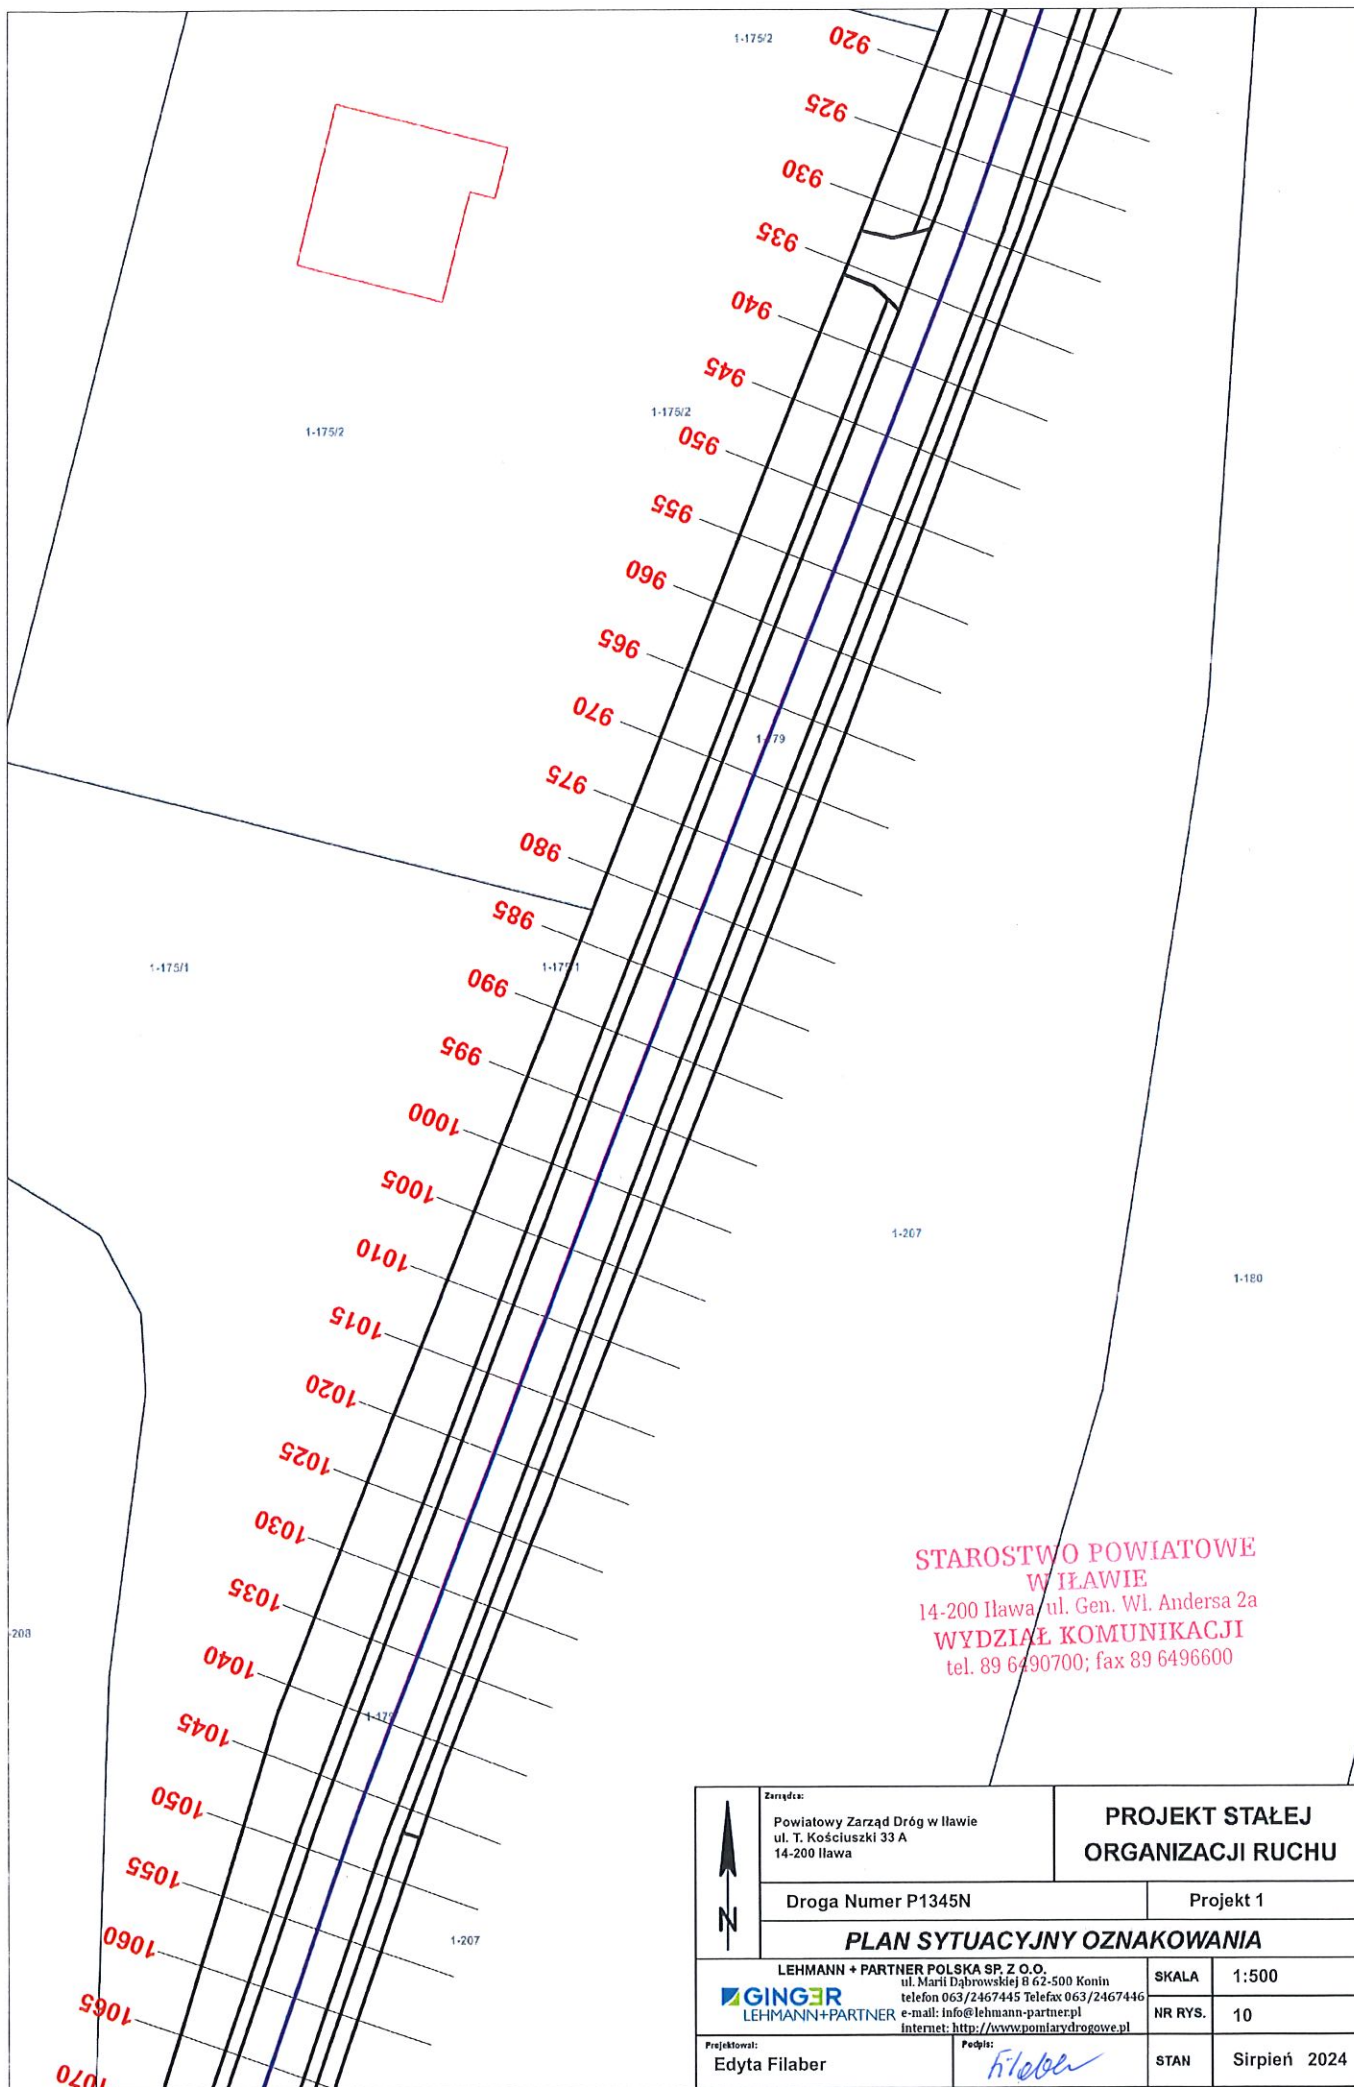 1-175/2
920
925
930
935
940
945
1-175/2
1-175/2
950
955
960
965
970
1-179
975
980
985
1-175/1
1-175/1
990
995
1000
1005
1010
1-207
1-180
1015
1020
1025
1030
1035
-208
1040
1045
1050
1055
1060
1-207
1065
1070
STAROSTWO POWIATOWE
W IŁAWIE
14-200 Iława, ul. Gen. Wl. Andersa 2a
WYDZIAŁ KOMUNIKACJI
tel. 89 6490700; fax 89 6496600
Zarządca:
Powiatowy Zarząd Dróg w Iławie
ul. T. Kościuszki 33 A
14-200 Iława
PROJEKT STAŁEJ
ORGANIZACJI RUCHU
Droga Numer P1345N
Projekt 1
N
PLAN SYTUACYJNY OZNAKOWANIA
LEHMANN + PARTNER POLSKA SP. Z O.O.
ul. Marii Dąbrowskiej 8 62-500 Konin
telefon 063/2467445 Telefax 063/2467446
e-mail: info@lehmann-partner.pl
internet: http://www.pomiarydrogowe.pl
GINGER
LEHMANN+PARTNER
SKALA 1:500
NR RYS. 10
Projektował:
Edyta Filaber
Podpis:
Filaber
STAN Sirpień 2024